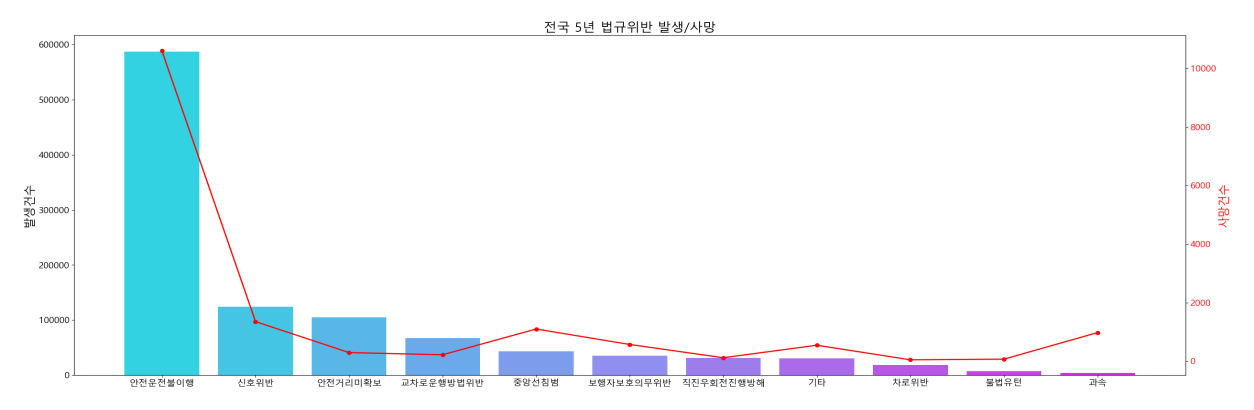 전국 5년 법규위반 발생/사망
발생건수
600000
500000
400000
300000
200000
100000
0
10000
8000
6000
4000
2000
0
사망건수
안전운전불이행
신호위반
안전거리미확보
교차로운행방법위반
중앙선침범
보행자보호의무위반
직진우회전진행방해
기타
차로위반
불법유턴
과속